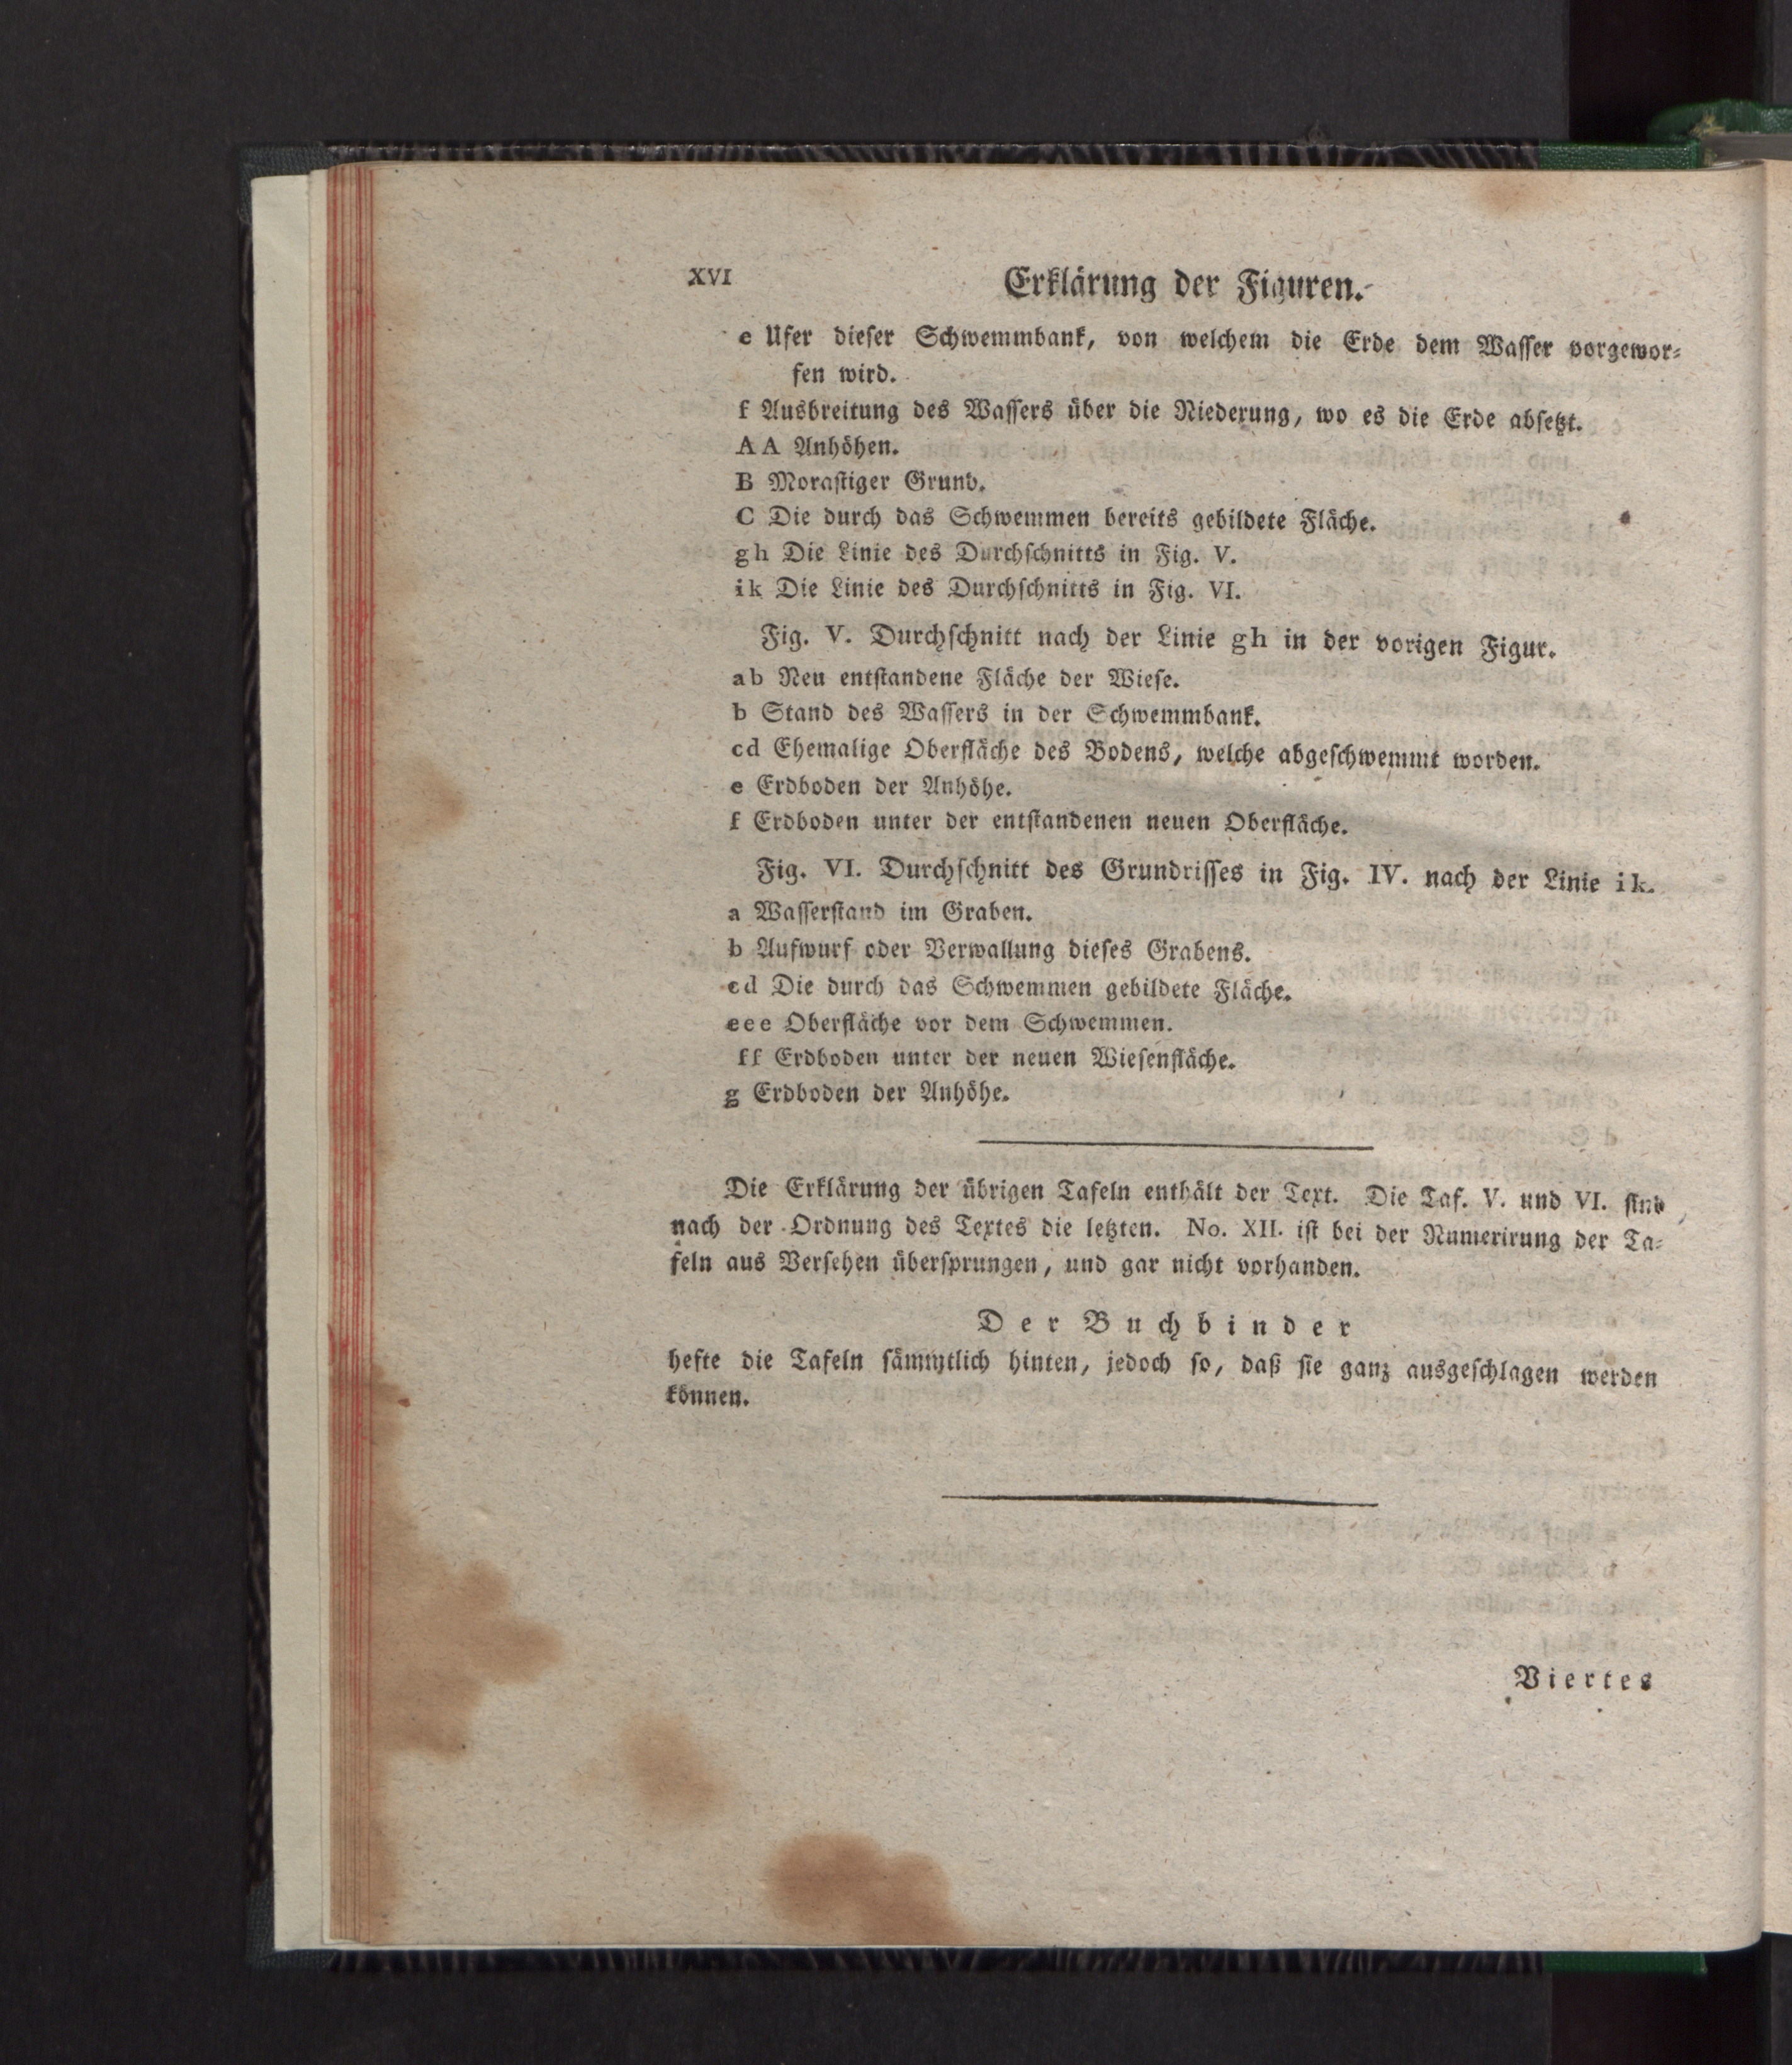 XVI Erklärung der Figuren.
e Ufer dieſer Schwemmbank, von welchem die Erde dem Waſſer vorgewor⸗
fen wird.
f Ausbreitung des Waſſers über die Niederung, wo es die Erde abſetzt.
A A Anhöhen.
B Moraſtiger Grund.
C Die durch das Schwemmen bereits gebildete Fläche.
gh Die Linie des Durchſchnitts in Fig. V.
ik Die Linie des Durchſchnitts in Fig. VI.
Fig. V. Durchſchnitt nach der Linie gh in der vorigen Figur.
ab Neu entſtandene Fläche der Wieſe.
b Stand des Waſſers in der Schwemmbank.
cd Ehemalige Oberfläche des Bodens, welche abgeſchwemmt worden.
e Erdboden der Anhöhe.
f Erdboden unter der entſtandenen neuen Oberfläche.
Fig. VI. Durchſchnitt des Grundriſſes in Fig. IV. nach der Linie ik.
a Waſſerſtand im Graben.
b Aufwurf oder Verwallung dieſes Grabens.
cd Die durch das Schwemmen gebildete Fläche.
eee Oberfläche vor dem Schwemmen.
ff Erdboden unter der neuen Wieſenfläche.
g Erdboden der Anhöhe.
Die Erklärung der übrigen Tafeln enthält der Text. Die Taf. V. und VI. ſind
nach der Ordnung des Textes die letzten. No. XII. iſt bei der Numerirung der Ta⸗
feln aus Verſehen überſprungen, und gar nicht vorhanden.
Der Buchbinder
hefte die Tafeln ſämmtlich hinten, jedoch ſo, daß ſie ganz ausgeſchlagen werden
können.
Viertes